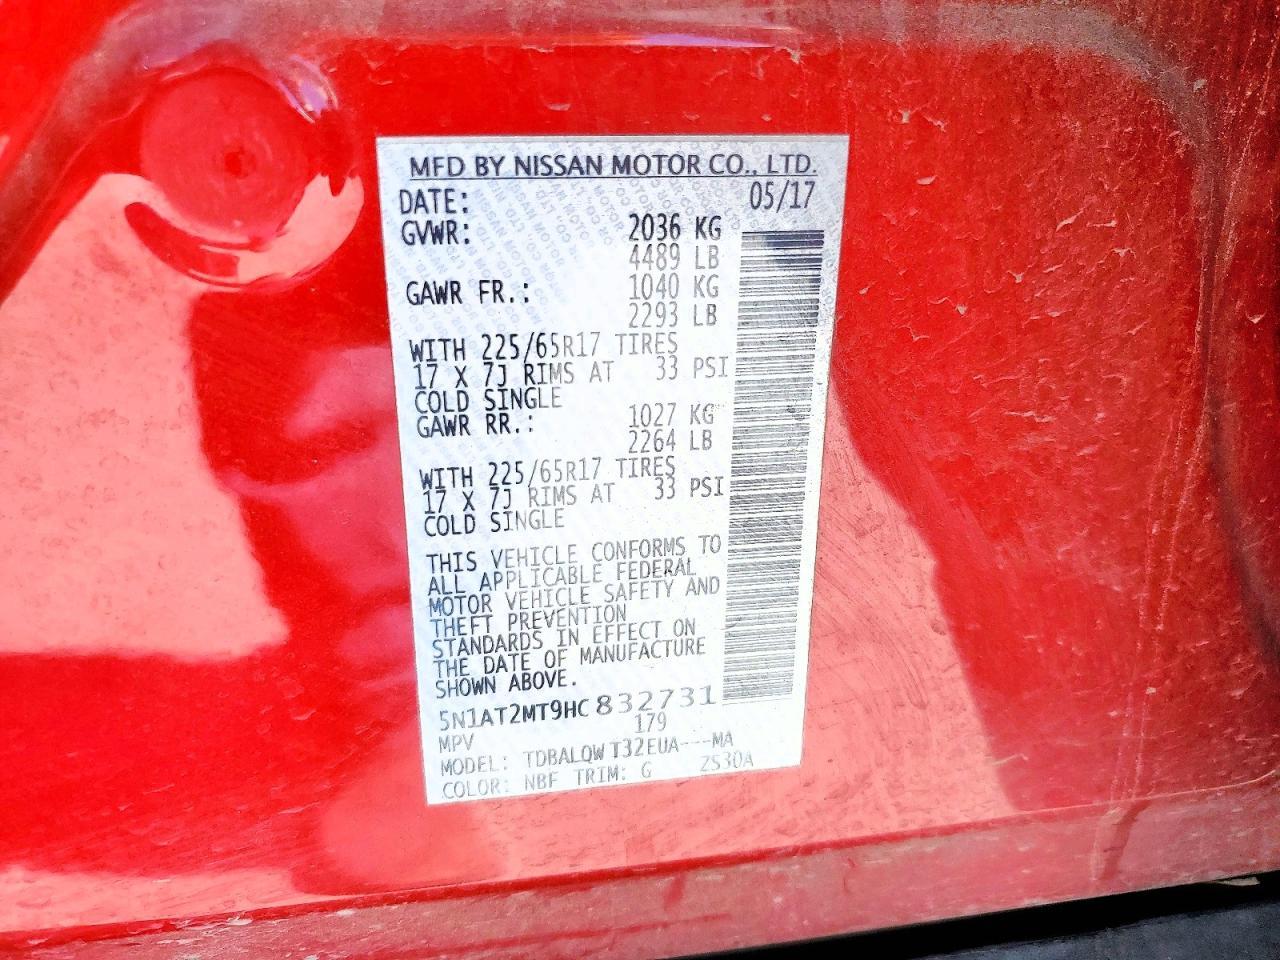 MFD BY NISSAN MOTOR CO., LTD.
DATE: 05/17
GVWR: 2036 KG
4489 LB
GAWR FR.: 1040 KG
2293 LB
WITH 225/65R17 TIRES
17 X 7J RIMS AT 33 PSI
COLD SINGLE
GAWR RR.: 1027 KG
2264 LB
WITH 225/65R17 TIRES
17 X 7J RIMS AT 33 PSI
COLD SINGLE
THIS VEHICLE CONFORMS TO
ALL APPLICABLE FEDERAL
MOTOR VEHICLE SAFETY AND
THEFT PREVENTION
STANDARDS IN EFFECT ON
THE DATE OF MANUFACTURE
SHOWN ABOVE.
5N1AT2MT9HC832731
MPV 179
MODEL: TDBALQWT32EUA----MA
COLOR: NBF TRIM: G ZS30A